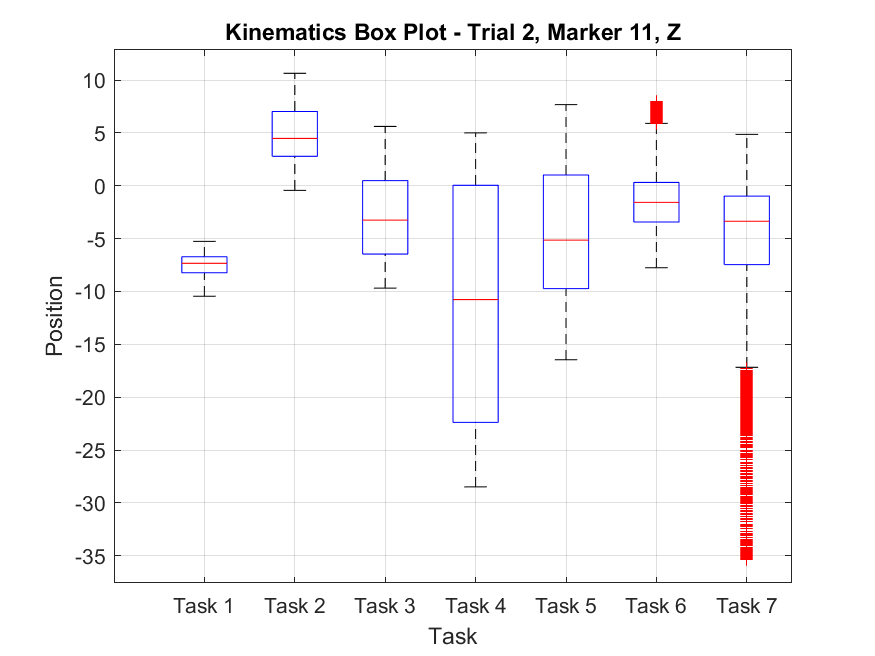 Kinematics Box Plot - Trial 2, Marker 11, Z
Position
10
5
0
-5
-10
-15
-20
-25
-30
-35
Task 1 Task 2 Task 3 Task 4 Task 5 Task 6 Task 7
Task